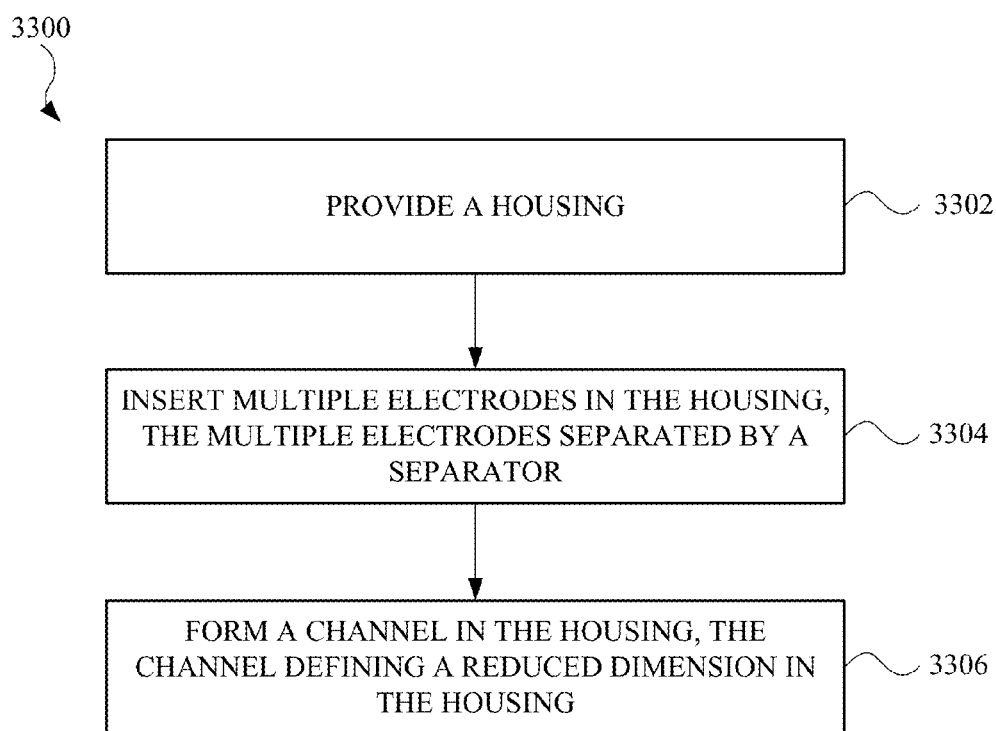 3300
PROVIDE A HOUSING
3302
INSERT MULTIPLE ELECTRODES IN THE HOUSING,
THE MULTIPLE ELECTRODES SEPARATED BY A
SEPARATOR
3304
FORM A CHANNEL IN THE HOUSING, THE
CHANNEL DEFINING A REDUCED DIMENSION IN
THE HOUSING
3306